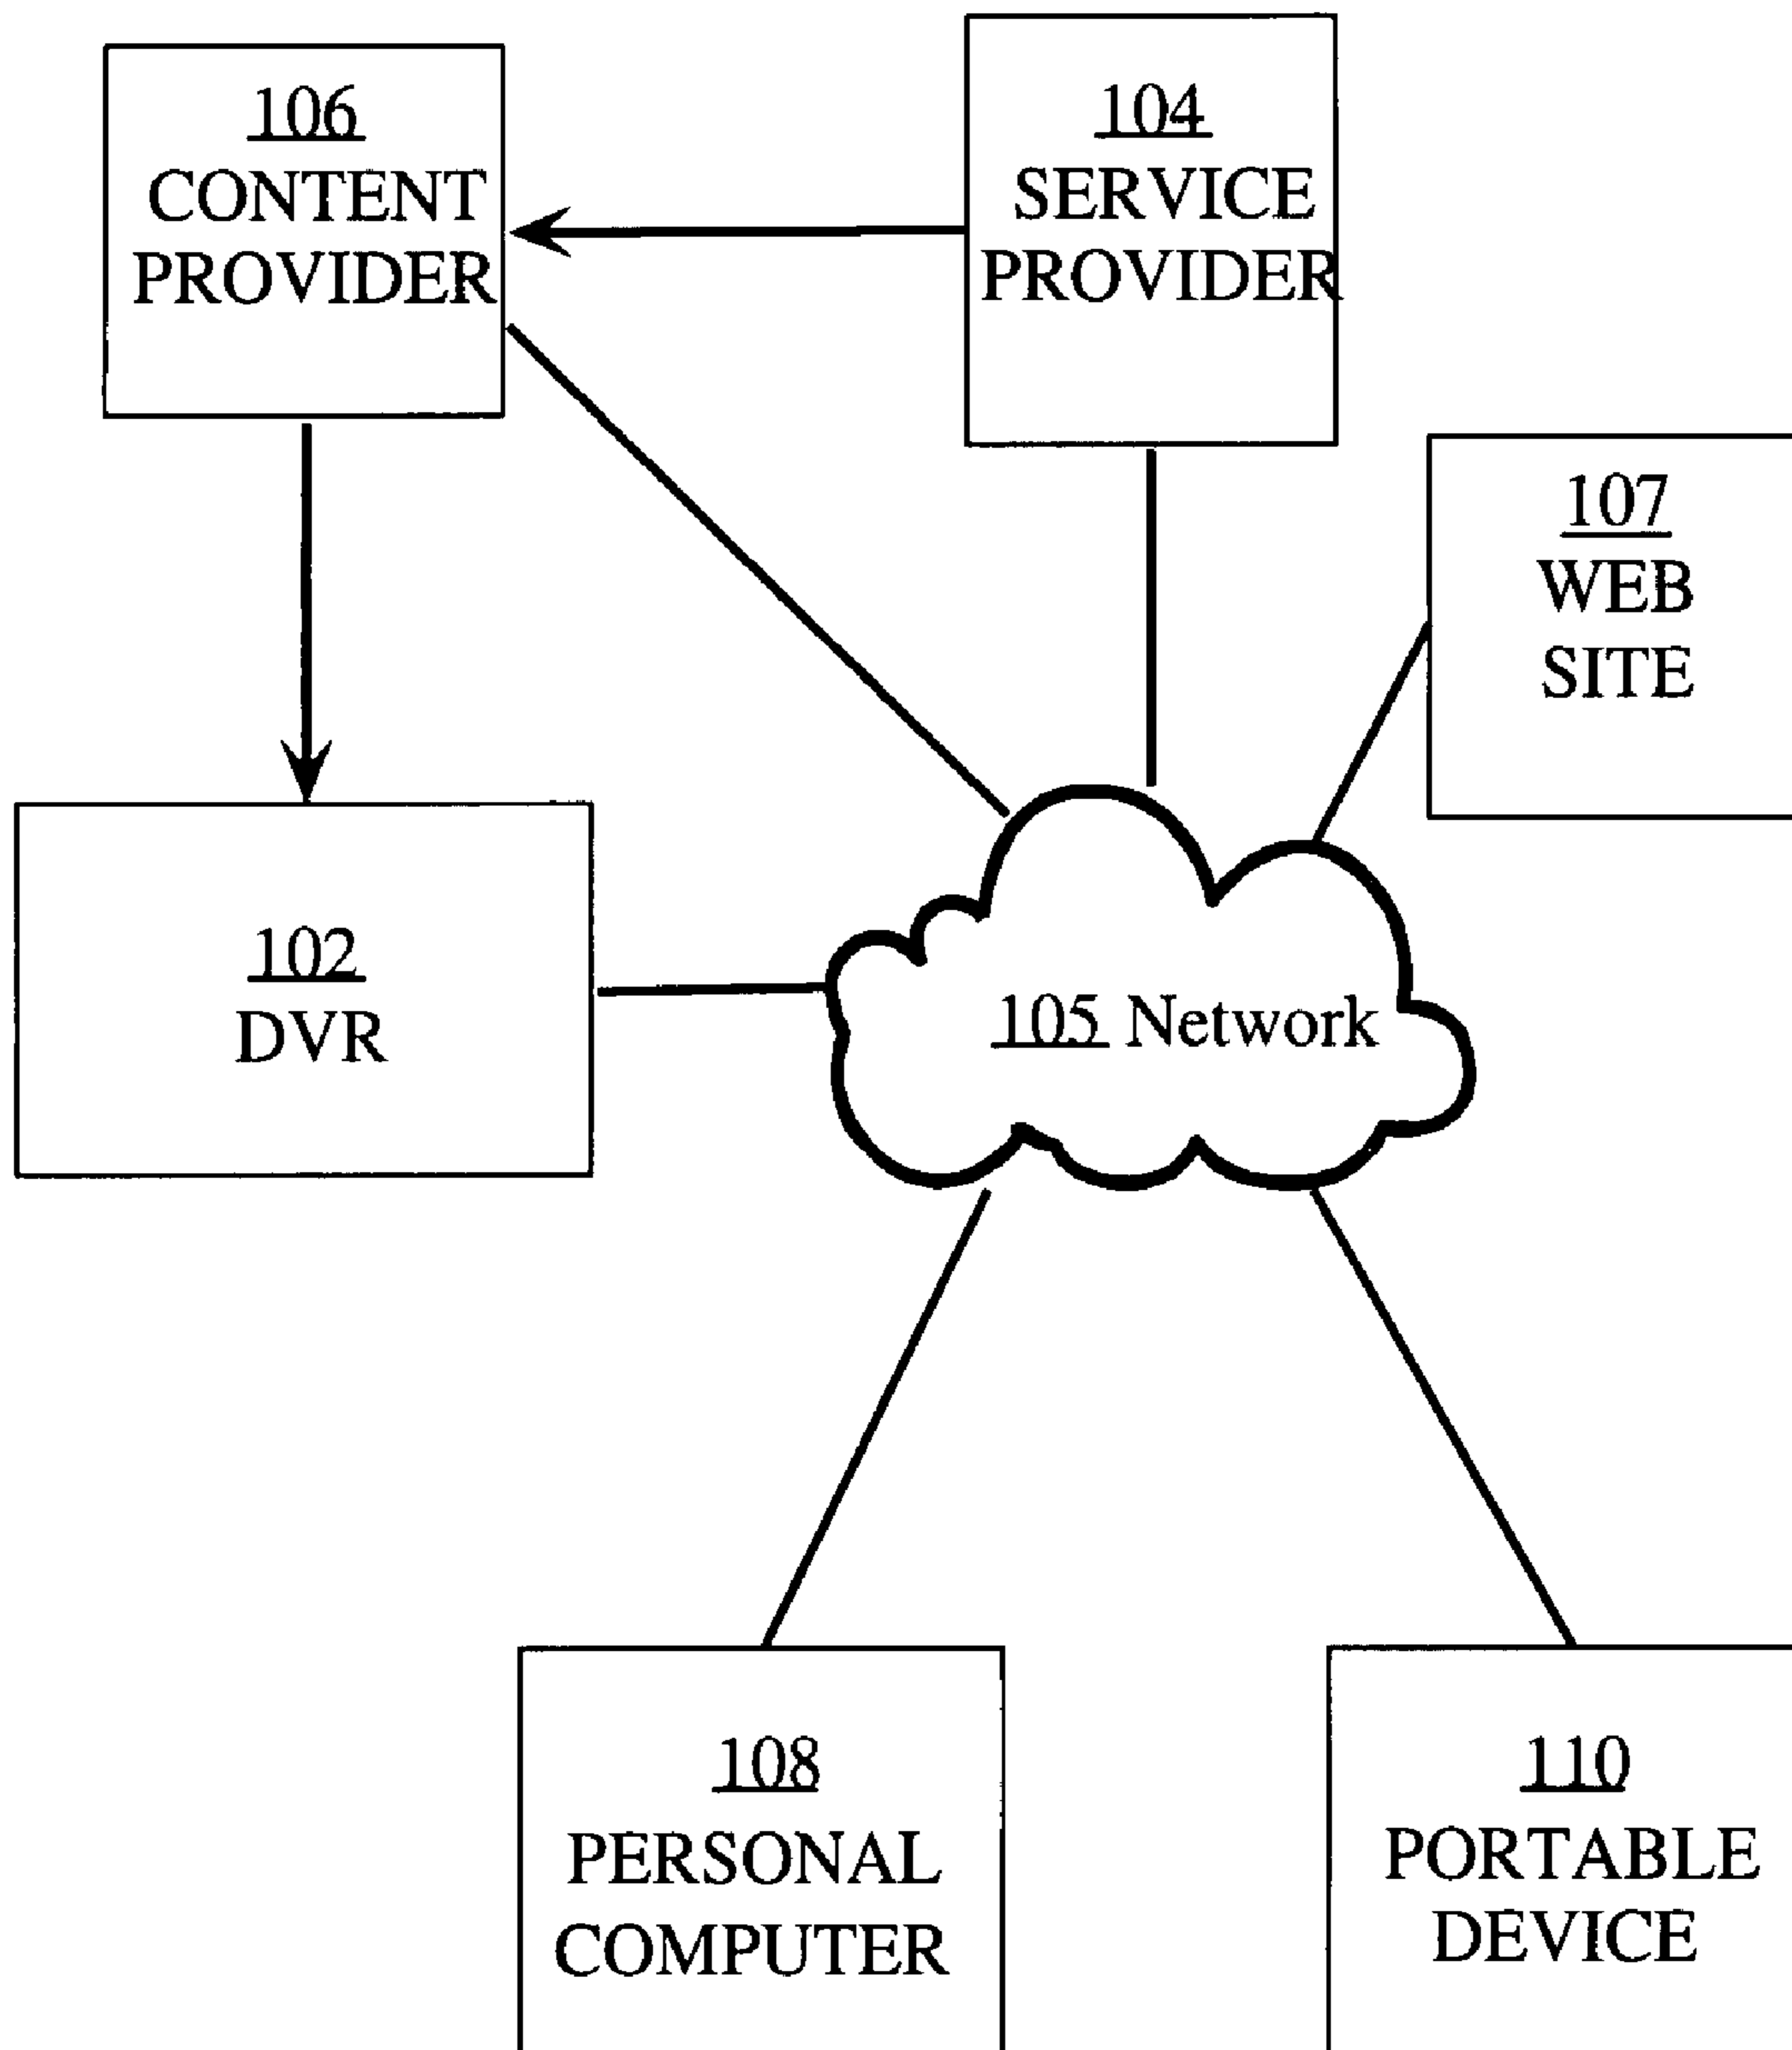 106
CONTENT
PROVIDER
104
SERVICE
PROVIDER
107
WEB
SITE
102
DVR
105 Network
108
PERSONAL
COMPUTER
110
PORTABLE
DEVICE